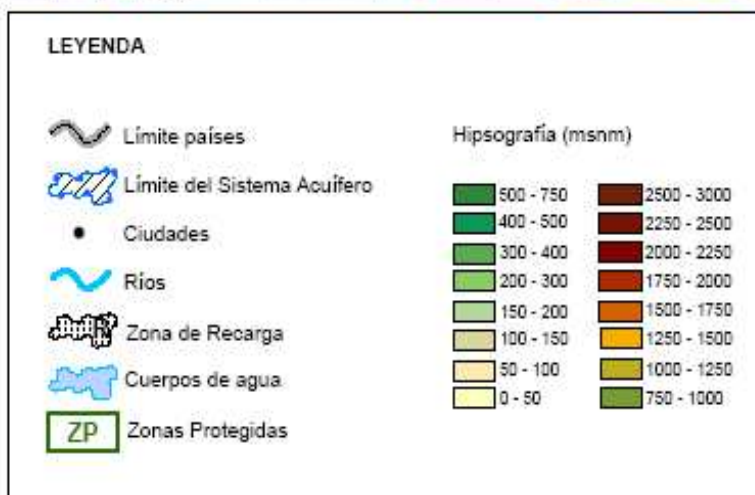 LEYENDA
Límite países
Límite del Sistema Acuífero
Ciudades
Ríos
Zona de Recarga
Cuerpos de agua
ZP Zonas Protegidas
Hipsografía (msnm)
500 - 750 2500 - 3000
400 - 500 2250 - 2500
300 - 400 2000 - 2250
200 - 300 1750 - 2000
150 - 200 1500 - 1750
100 - 150 1250 - 1500
50 - 100 1000 - 1250
0 - 50 750 - 1000